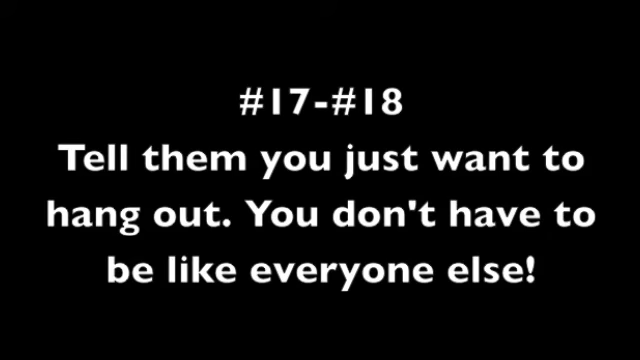 #17-#18
Tell them you just want to
hang out. You don't have to
be like everyone else!